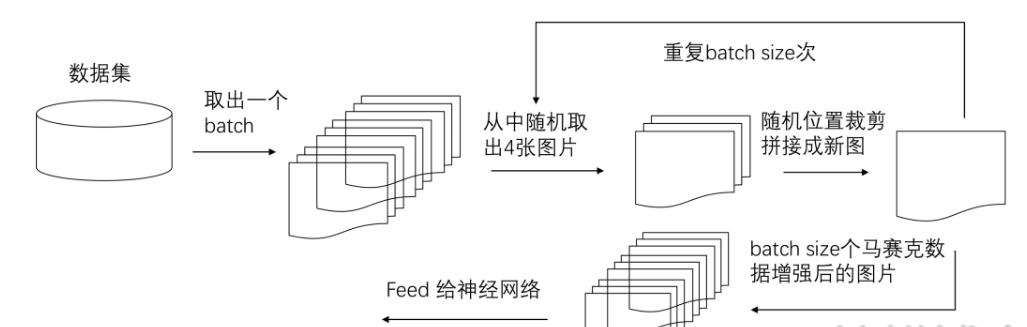 重复batch size次
数据集
取出一个
batch
从中随机取
出4张图片
随机位置裁剪
拼接成新图
batch size个马赛克数
据增强后的图片
Feed 给神经网络